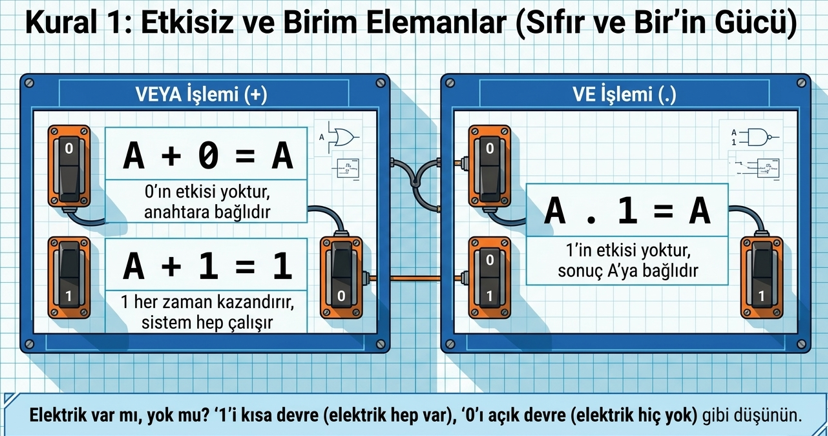 Kural 1: Etkisiz ve Birim Elemanlar (Sıfır ve Bir’in Gücü)
VEYA İşlemi (+)
0
A + 0 = A
0’ın etkisi yoktur,
anahtara bağlıdır
A
1
A + 1 = 1
1 her zaman kazandırır,
sistem hep çalışır
0
VE İşlemi (.)
0
A
1
A . 1 = A
1’in etkisi yoktur,
sonuç A’ya bağlıdır
0
1
1
Elektrik var mı, yok mu? ‘1’i kısa devre (elektrik hep var), ‘0’ı açık devre (elektrik hiç yok) gibi düşünün.